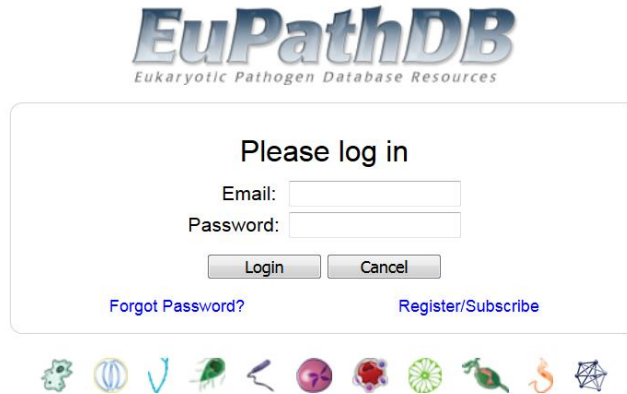 EuPathDB
Eukaryotic Pathogen Database Resources
Please log in
Email:
Password:
Login Cancel
Forgot Password? Register/Subscribe